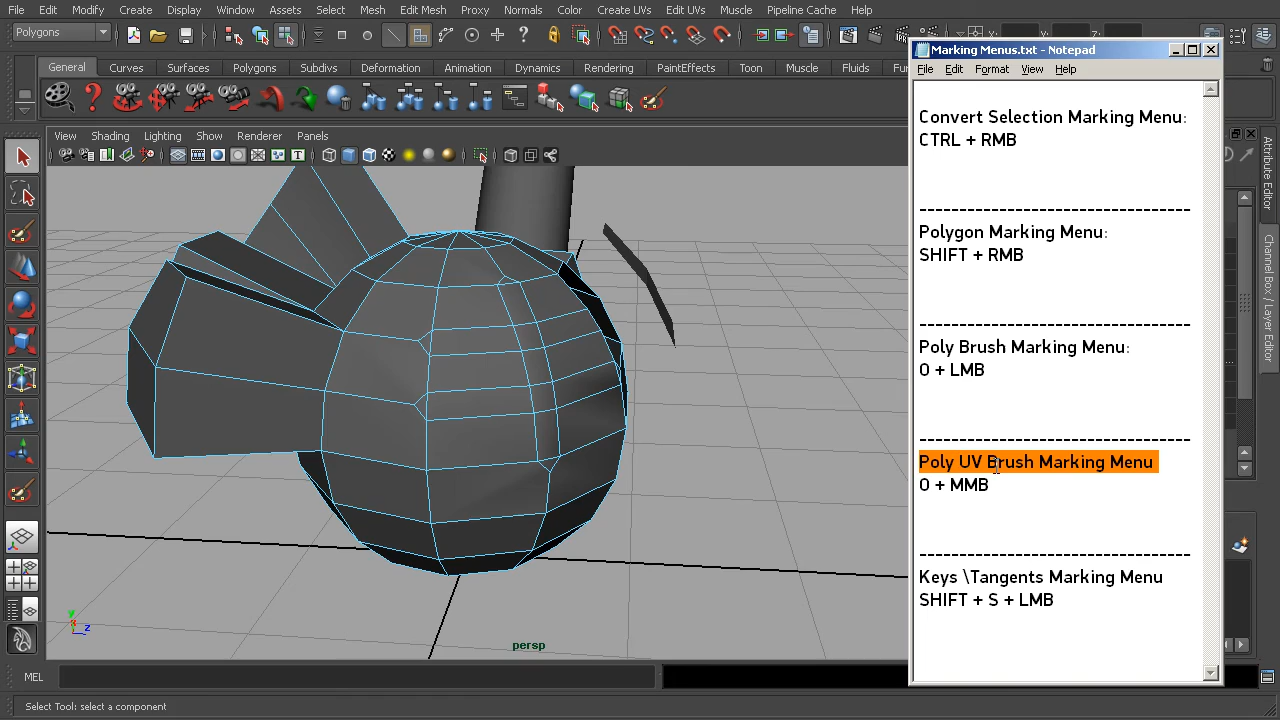 File Edit Modify Create Display Window Assets Select Mesh Edit Mesh Proxy Normals Color Create UVs Edit UVs Muscle Pipeline Cache Help
Polygons
X: Y: Z:
General Curves Surfaces Polygons Subdivs Deformation Animation Dynamics Rendering PaintEffects Toon Muscle Fluids Fu
View Shading Lighting Show Renderer Panels
persp
y
z
MEL
Select Tool: select a component
Marking Menus.txt - Notepad
File Edit Format View Help
Convert Selection Marking Menu:
CTRL + RMB
----------------------------------
Polygon Marking Menu:
SHIFT + RMB
----------------------------------
Poly Brush Marking Menu:
O + LMB
----------------------------------
Poly UV Brush Marking Menu
O + MMB
----------------------------------
Keys \Tangents Marking Menu
SHIFT + S + LMB
Attribute Editor
Channel Box / Layer Editor